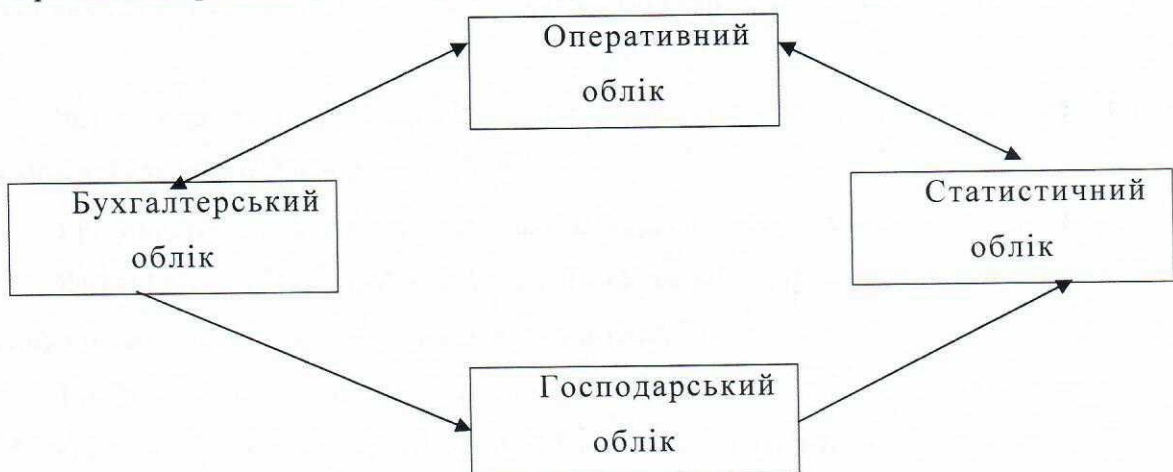 Оперативний
облік
Бухгалтерський
облік
Статистичний
облік
Господарський
облік